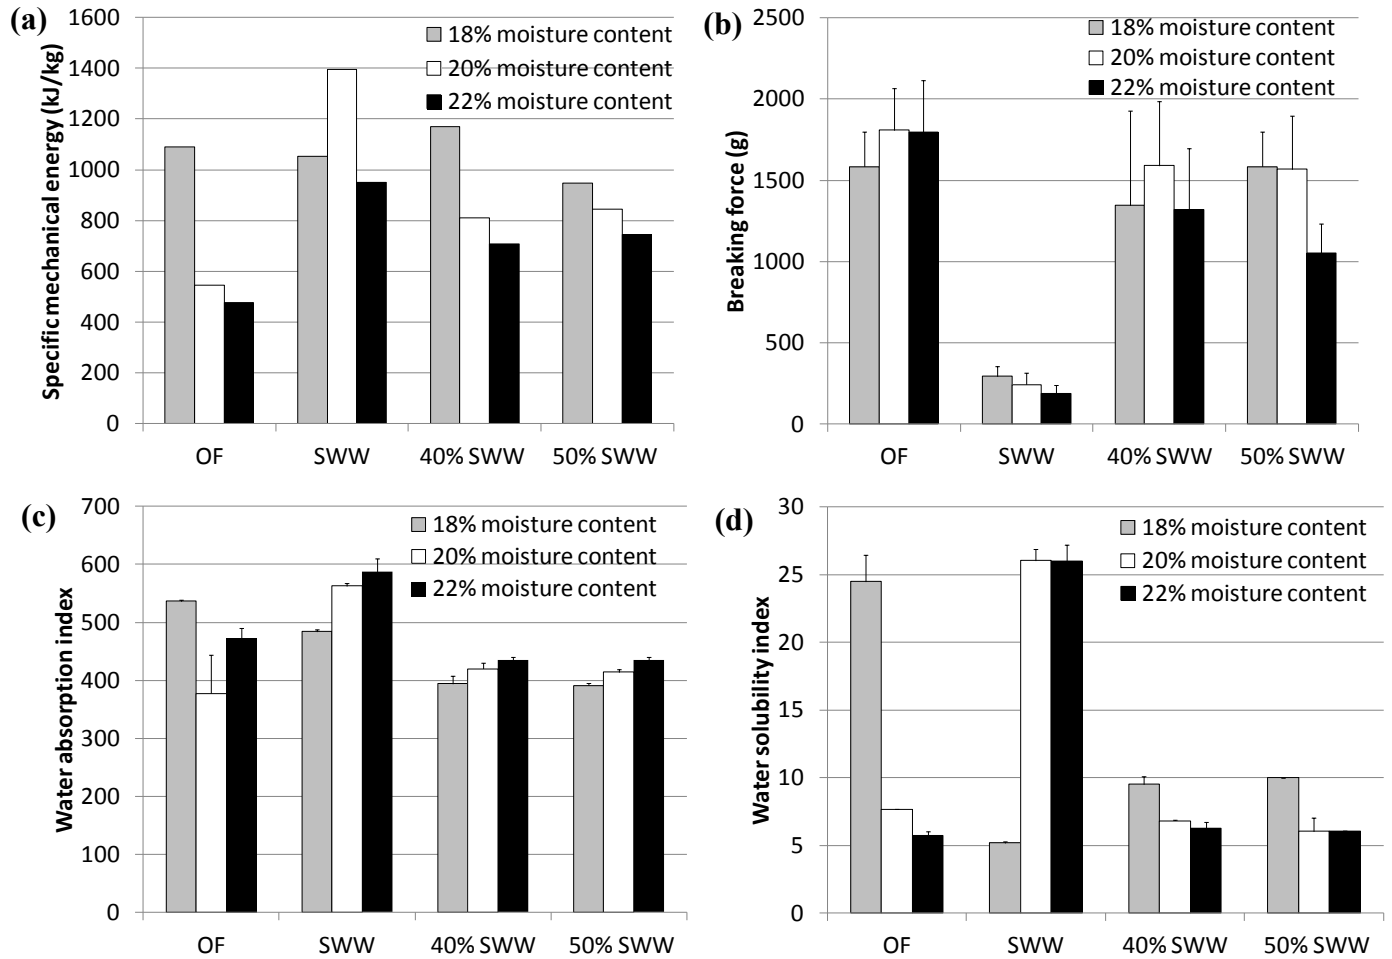 (a)
Specific mechanical energy (kJ/kg)
1600
1400
1200
1000
800
600
400
200
0
18% moisture content
20% moisture content
22% moisture content
OF SWW 40% SWW 50% SWW
(b)
Breaking force (g)
2500
2000
1500
1000
500
0
18% moisture content
20% moisture content
22% moisture content
OF SWW 40% SWW 50% SWW
(c)
Water absorption index
700
600
500
400
300
200
100
0
18% moisture content
20% moisture content
22% moisture content
OF SWW 40% SWW 50% SWW
(d)
Water solubility index
30
25
20
15
10
5
0
18% moisture content
20% moisture content
22% moisture content
OF SWW 40% SWW 50% SWW